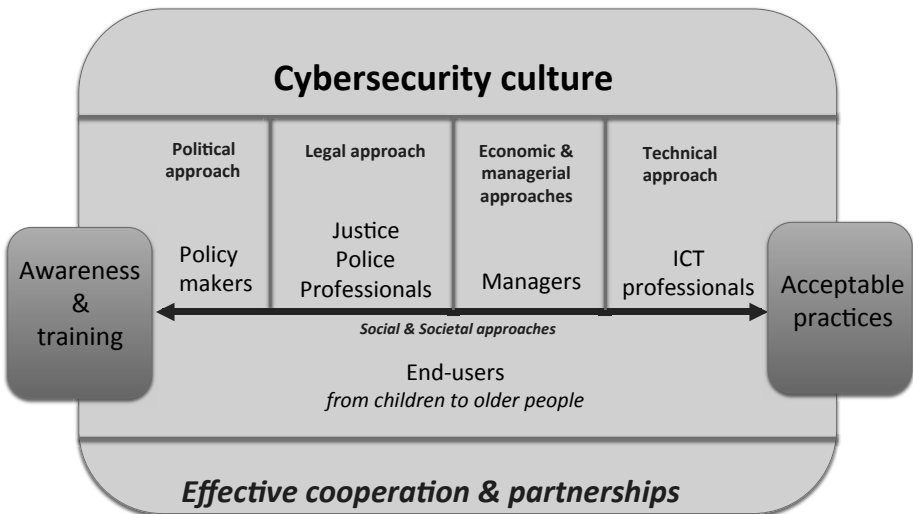 Cybersecurity culture
Political
approach
Legal approach
Economic &
managerial
approaches
Technical
approach
Policy
makers
Justice
Police
Professionals
Managers
ICT
professionals
Awareness
&
training
Acceptable
practices
Social & Societal approaches
End-users
from children to older people
Effective cooperation & partnerships